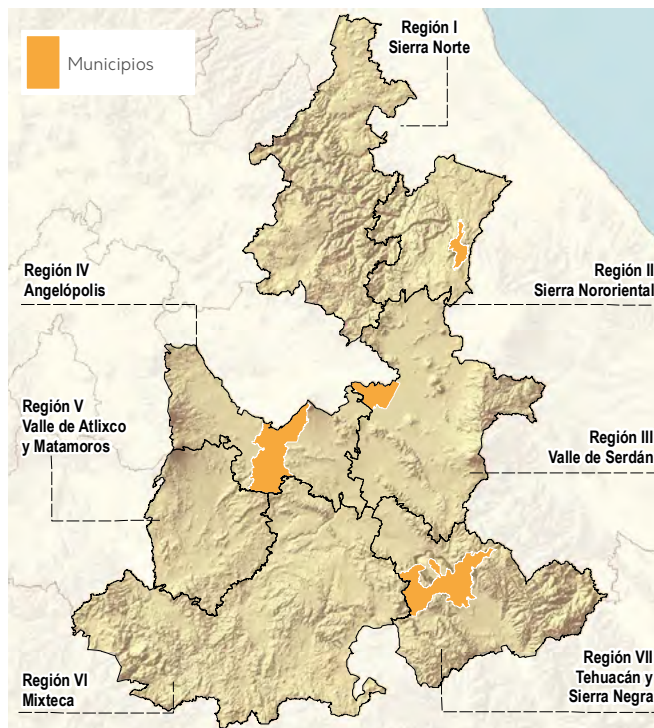 Municipios
Región I
Sierra Norte
Región IV
Angelópolis
Región II
Sierra Nororiental
Región V
Valle de Atlixco
y Matamoros
Región III
Valle de Serdán
Región VI
Mixteca
Región VII
Tehuacán y
Sierra Negra